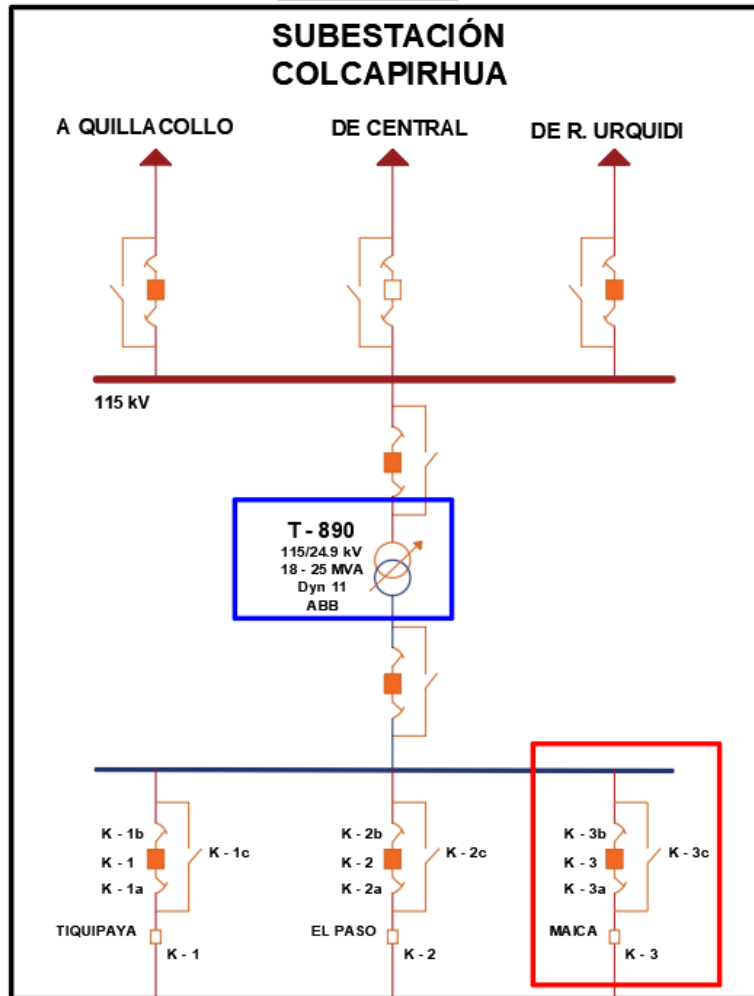 SUBESTACIÓN
COLCAPIRHUA
A QUILLACOLLO
DE CENTRAL
DE R. URQUIDI
115 kV
T - 890
115/24.9 kV
18 - 25 MVA
Dyn 11
ABB
K - 1b
K - 1
K - 1c
K - 1a
TIQUIPAYA
K - 1
K - 2b
K - 2
K - 2c
K - 2a
EL PASO
K - 2
K - 3b
K - 3
K - 3c
K - 3a
MAICA
K - 3